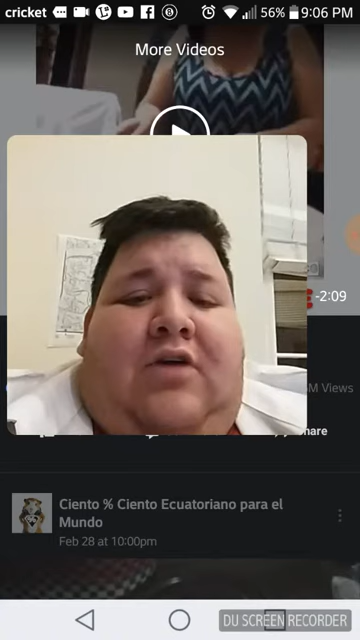 cricket
56% 9:06 PM
More Videos
-2:09
M Views
hare
Ciento % Ciento Ecuatoriano para el
Mundo
Feb 28 at 10:00pm
DU SCREEN RECORDER